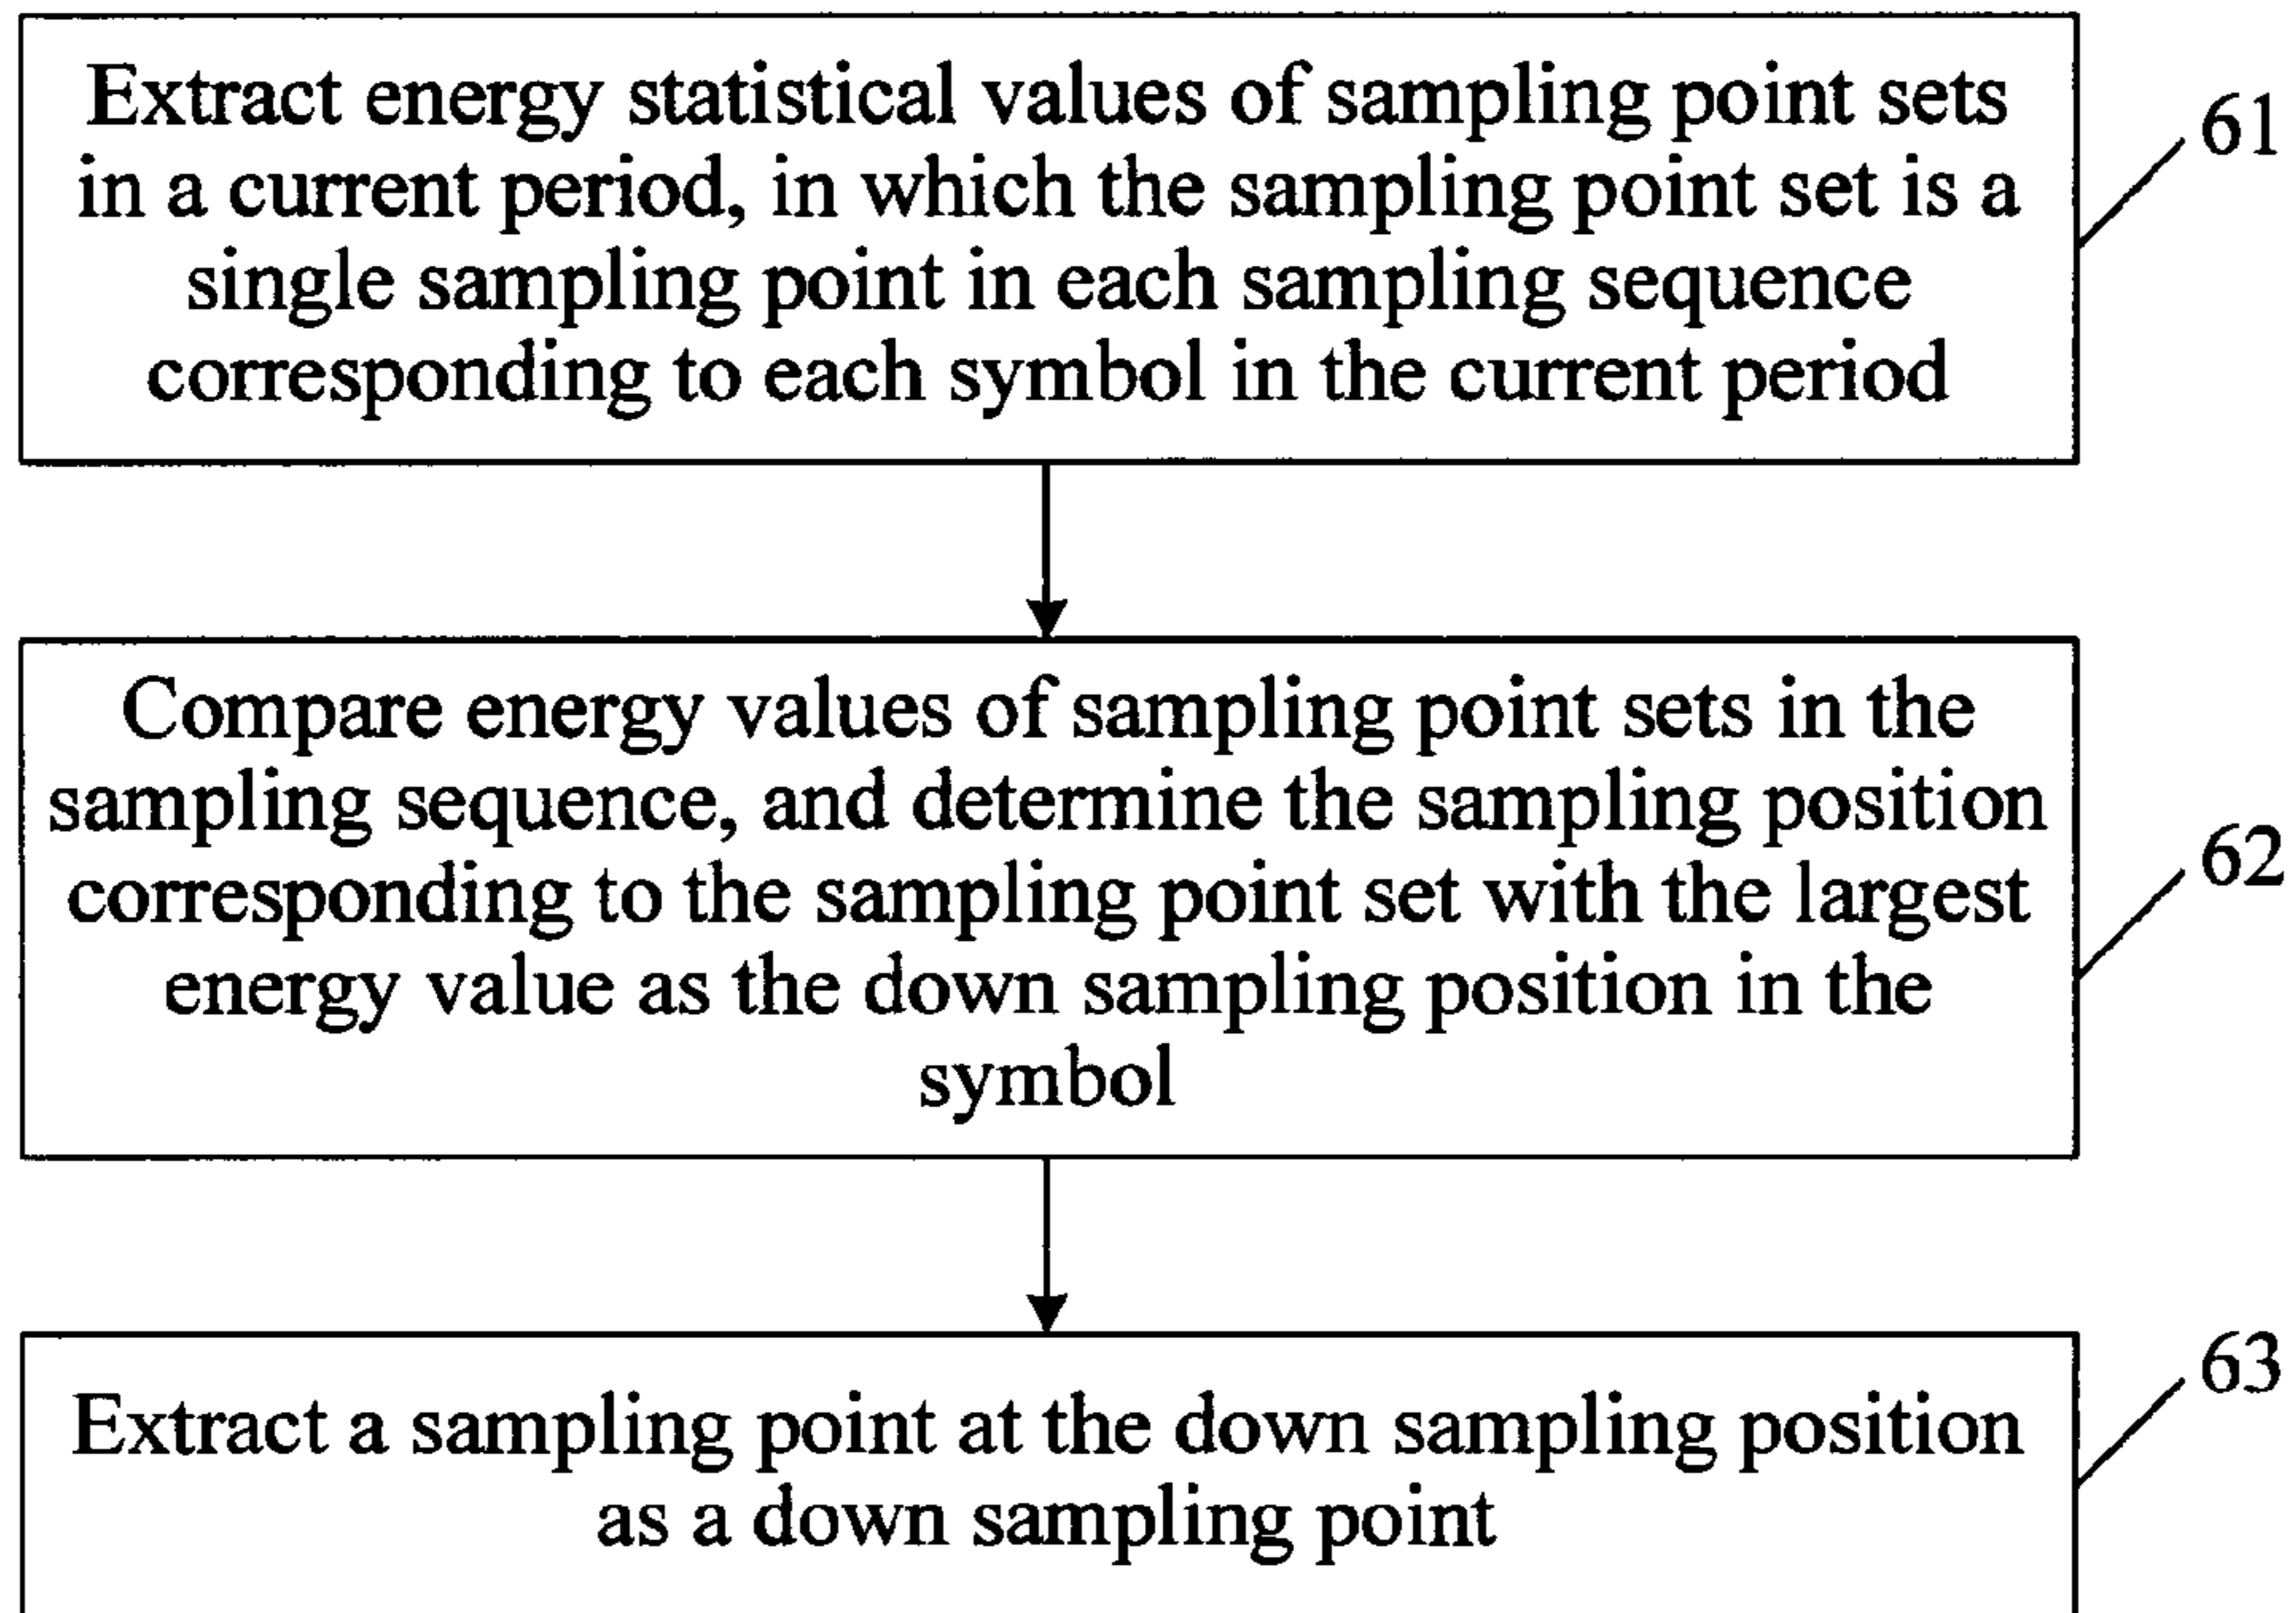 Extract energy statistical values of sampling point sets
in a current period, in which the sampling point set is a
single sampling point in each sampling sequence
corresponding to each symbol in the current period
61
Compare energy values of sampling point sets in the
sampling sequence, and determine the sampling position
corresponding to the sampling point set with the largest
energy value as the down sampling position in the
symbol
62
Extract a sampling point at the down sampling position
as a down sampling point
63